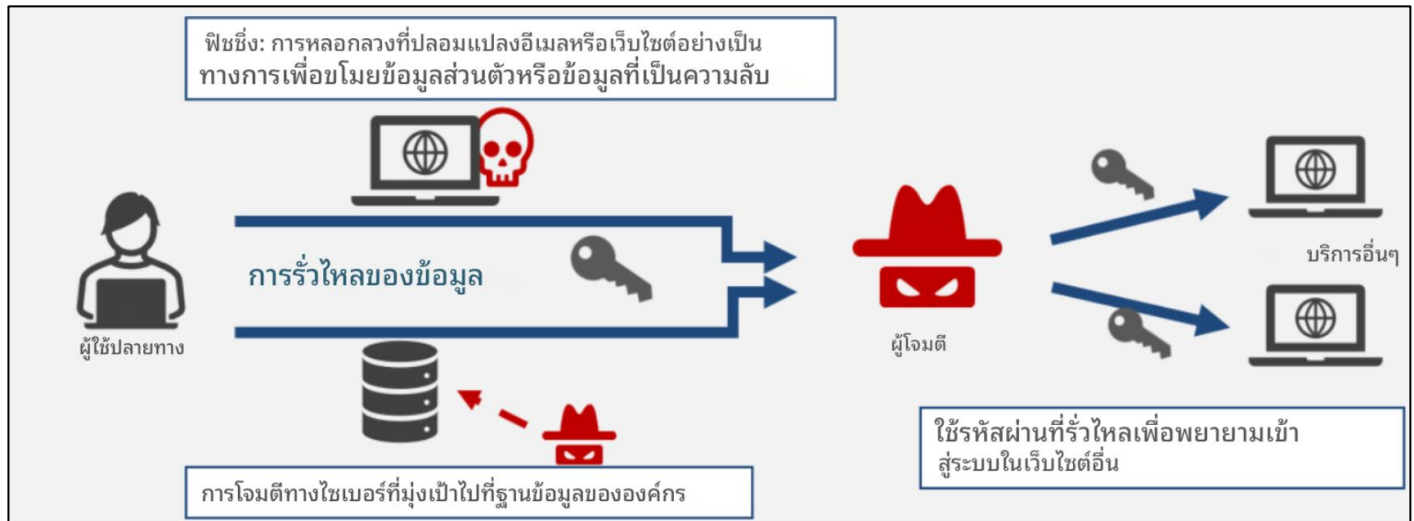 ฟิชชิ่ง: การหลอกลวงที่ปลอมแปลงอีเมลหรือเว็บไซต์อย่างเป็น
ทางการเพื่อขโมยข้อมูลส่วนตัวหรือข้อมูลที่เป็นความลับ
การรั่วไหลของข้อมูล
บริการอื่นๆ
ผู้ใช้ปลายทาง
ผู้โจมตี
ใช้รหัสผ่านที่รั่วไหลเพื่อพยายามเข้า
สู่ระบบในเว็บไซต์อื่น
การโจมตีทางไซเบอร์ที่มุ่งเป้าไปที่ฐานข้อมูลขององค์กร